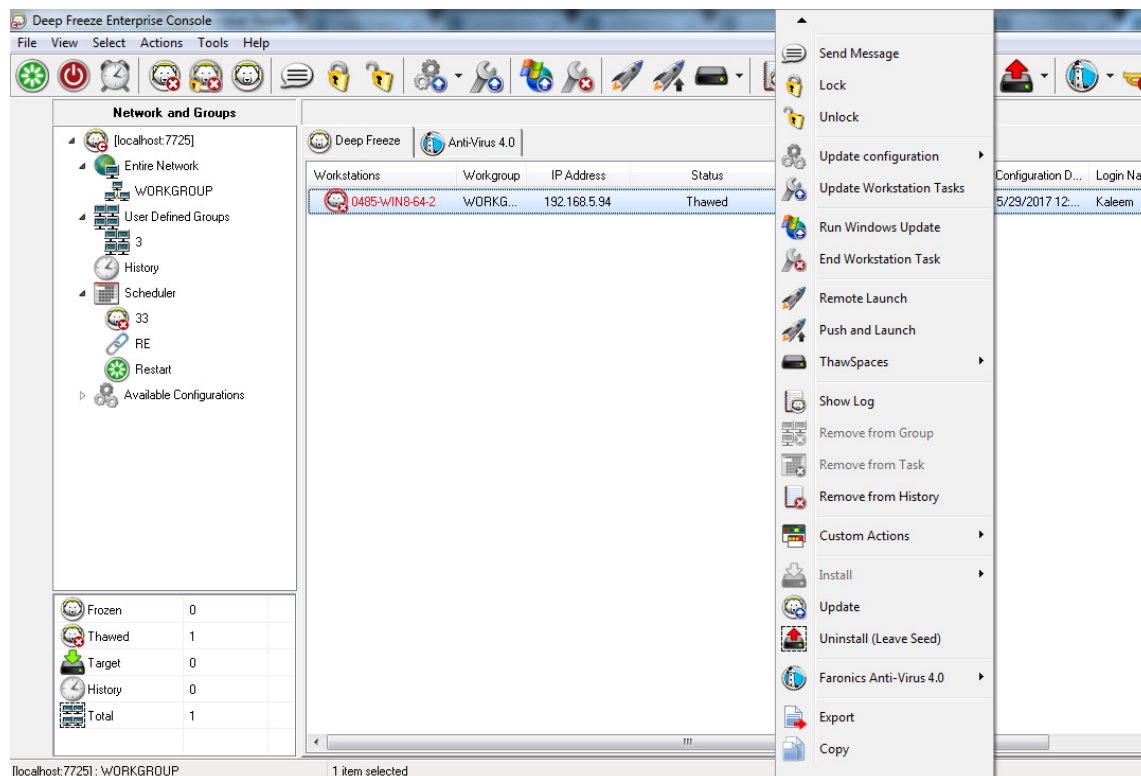 Deep Freeze Enterprise Console
File View Select Actions Tools Help
Network and Groups
[localhost:7725]
Entire Network
WORKGROUP
User Defined Groups
3
History
Scheduler
33
RE
Restart
Available Configurations
Frozen 0
Thawed 1
Target 0
History 0
Total 1
Deep Freeze Anti-Virus 4.0
Workstations Workgroup IP Address Status Configuration D... Login Na
0485-WIN8-64-2 WORKG... 192.168.5.94 Thawed 5/29/2017 12:... Kaleem
Send Message
Lock
Unlock
Update configuration
Update Workstation Tasks
Run Windows Update
End Workstation Task
Remote Launch
Push and Launch
ThawSpaces
Show Log
Remove from Group
Remove from Task
Remove from History
Custom Actions
Install
Update
Uninstall (Leave Seed)
Faronics Anti-Virus 4.0
Export
Copy
[localhost:7725] : WORKGROUP 1 item selected